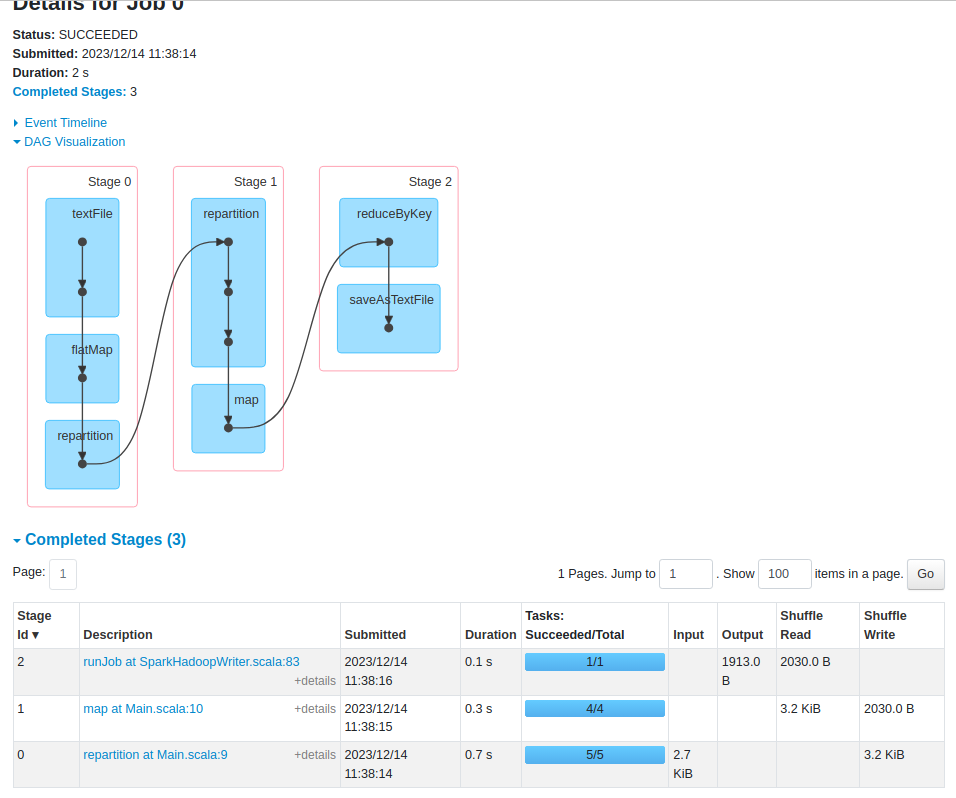 Details for Job 0
Status: SUCCEEDED
Submitted: 2023/12/14 11:38:14
Duration: 2 s
Completed Stages: 3
Event Timeline
DAG Visualization
Stage 0
textFile
flatMap
repartition
Stage 1
repartition
map
Stage 2
reduceByKey
saveAsTextFile
Completed Stages (3)
Page: 1
1 Pages. Jump to 1 . Show 100 items in a page. Go
Stage Id ▾ Description Submitted Duration Tasks: Succeeded/Total Input Output Shuffle Read Shuffle Write
2 runJob at SparkHadoopWriter.scala:83 +details 2023/12/14 11:38:16 0.1 s 1/1 1913.0 B 2030.0 B
1 map at Main.scala:10 +details 2023/12/14 11:38:15 0.3 s 4/4 3.2 KiB 2030.0 B
0 repartition at Main.scala:9 +details 2023/12/14 11:38:14 0.7 s 5/5 2.7 KiB 3.2 KiB